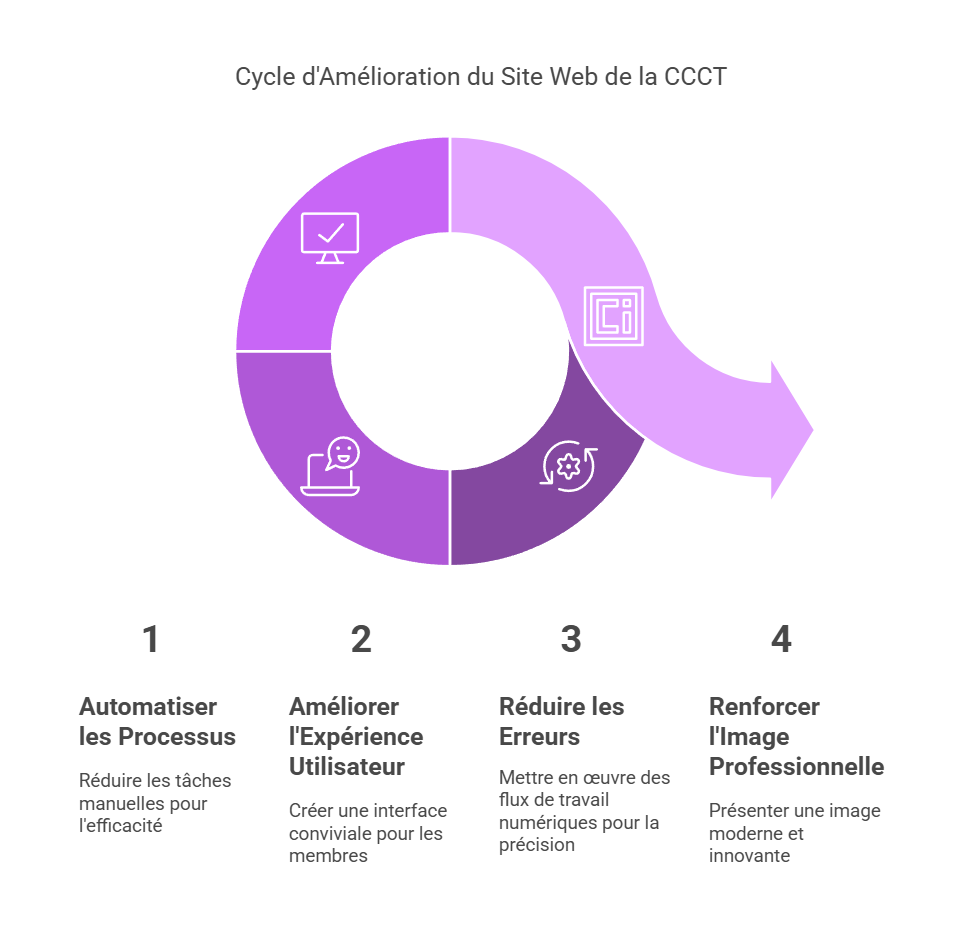 Cycle d'Amélioration du Site Web de la CCCT
Ci
1
Automatiser
les Processus
Réduire les tâches
manuelles pour
l'efficacité
2
Améliorer
l'Expérience
Utilisateur
Créer une interface
conviviale pour les
membres
3
Réduire les
Erreurs
Mettre en œuvre des
flux de travail
numériques pour la
précision
4
Renforcer
l'Image
Professionnelle
Présenter une image
moderne et
innovante